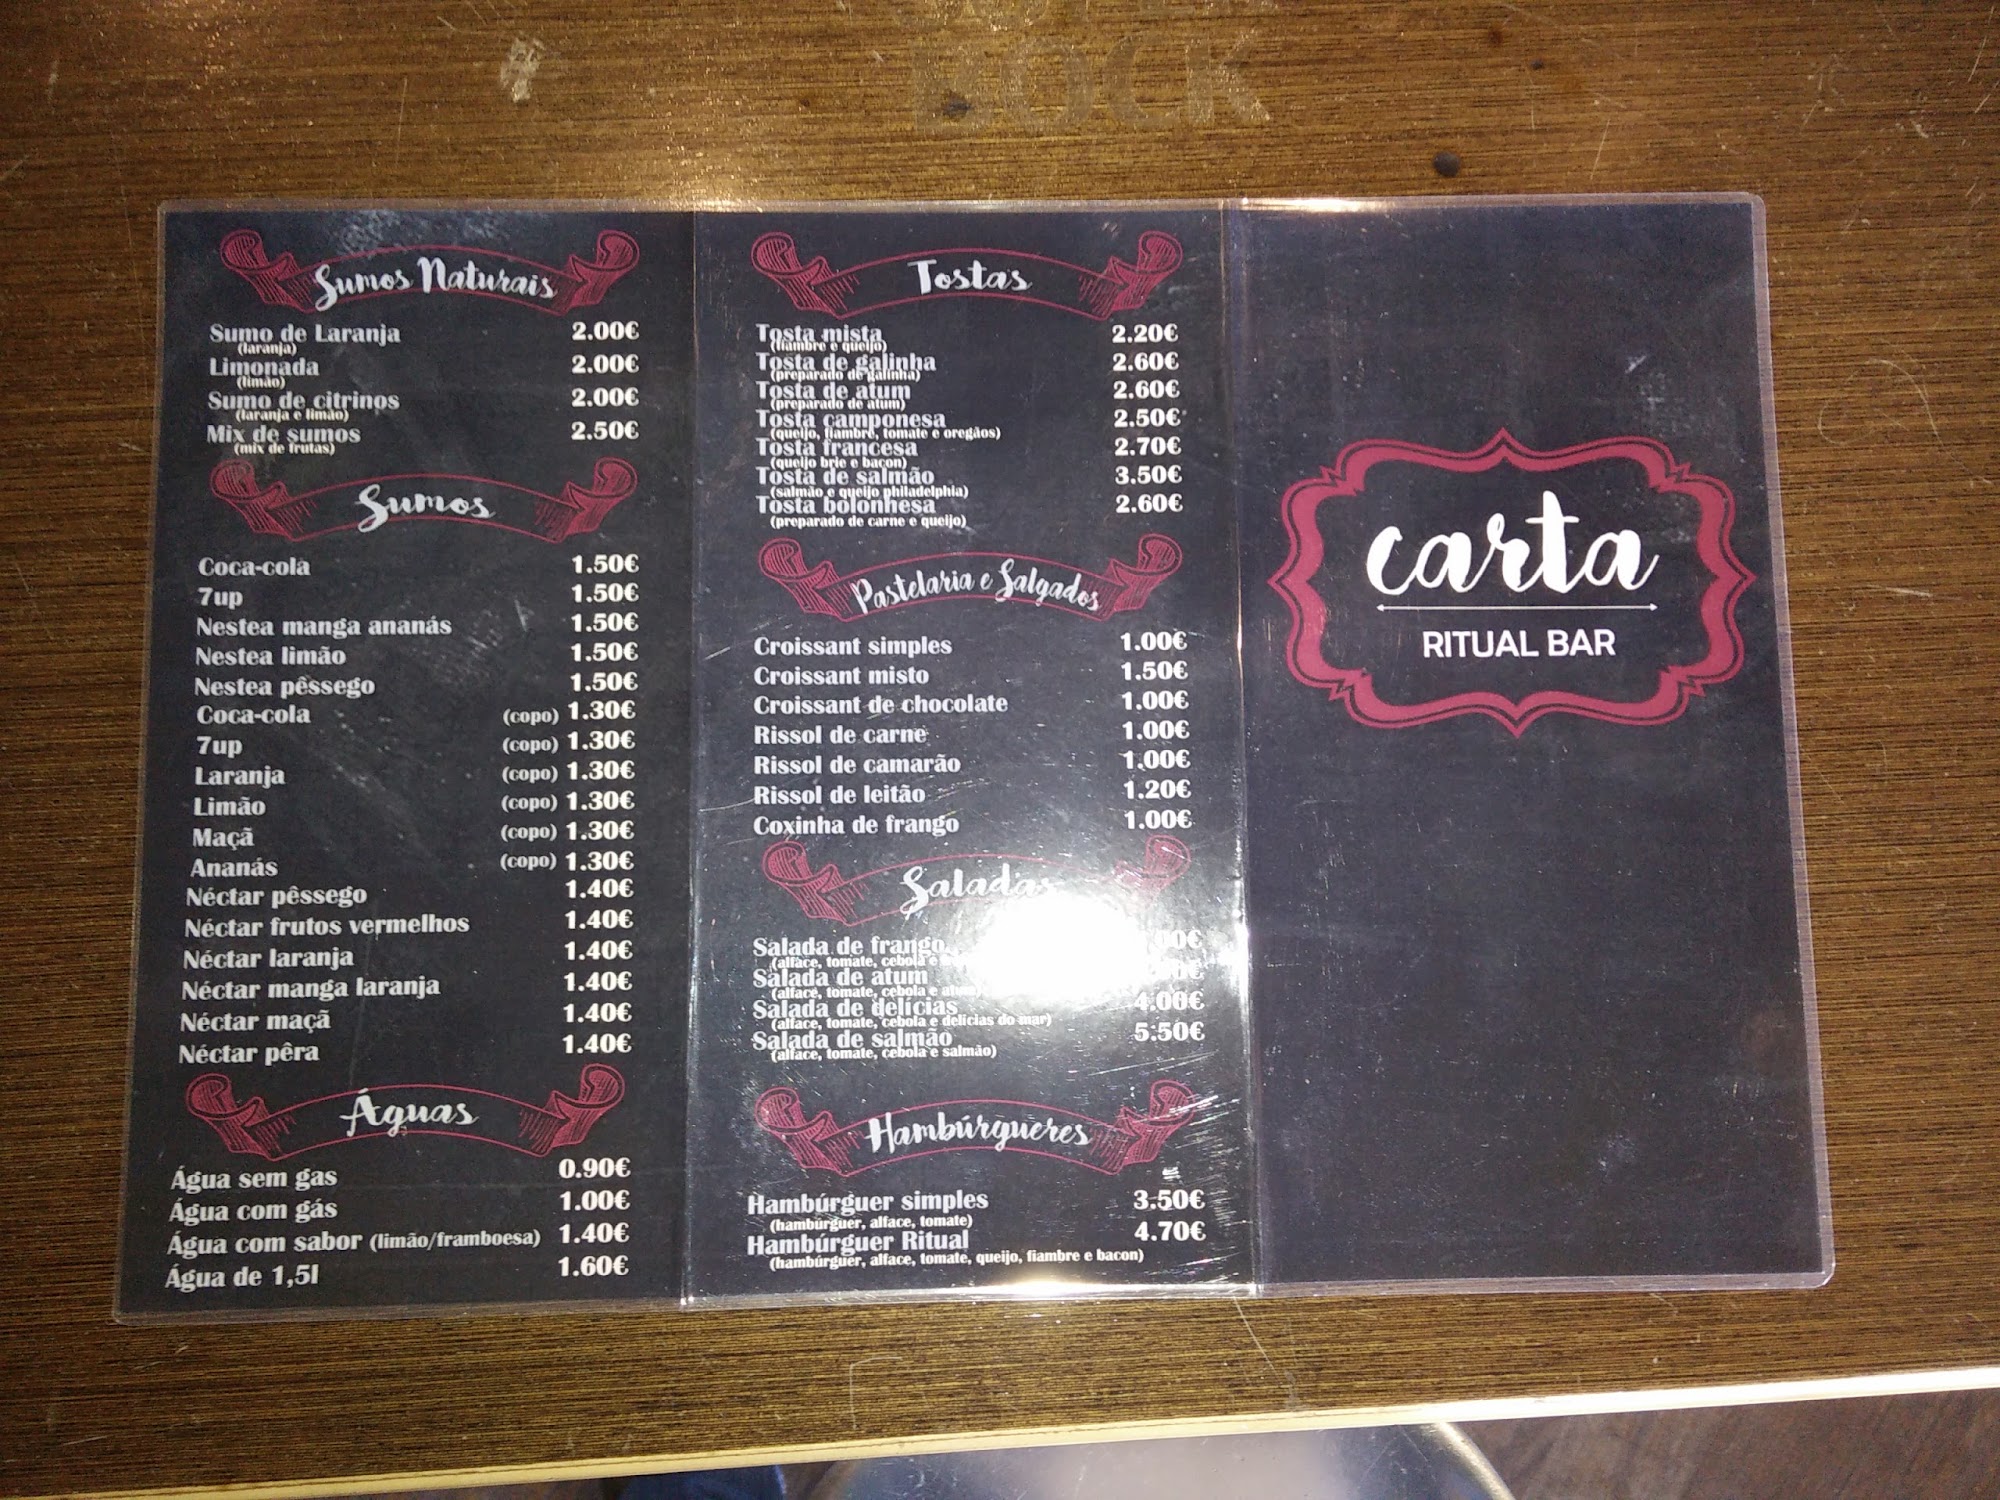 BOCK
Sumos Naturais
Sumo de Laranja 2.00€
(laranja)
Limonada 2.00€
(limão)
Sumo de citrinos 2.00€
(laranja e limão)
Mix de sumos 2.50€
(mix de frutas)
Sumos
Coca-cola 1.50€
7up 1.50€
Nestea manga ananás 1.50€
Nestea limão 1.50€
Nestea pêssego 1.50€
Coca-cola (copo) 1.30€
7up (copo) 1.30€
Laranja (copo) 1.30€
Limão (copo) 1.30€
Maçã (copo) 1.30€
Ananás (copo) 1.30€
Néctar pêssego 1.40€
Néctar frutos vermelhos 1.40€
Néctar laranja 1.40€
Néctar manga laranja 1.40€
Néctar maçã 1.40€
Néctar pêra 1.40€
Águas
Água sem gas 0.90€
Água com gás 1.00€
Água com sabor (limão/framboesa) 1.40€
Água de 1,5l 1.60€
Tostas
Tosta mista 2.20€
(fiambre e queijo)
Tosta de galinha 2.60€
(preparado de galinha)
Tosta de atum 2.60€
(preparado de atum)
Tosta camponesa 2.50€
(queijo, fiambre, tomate e oregãos)
Tosta francesa 2.70€
(queijo brie e bacon)
Tosta de salmão 3.50€
(salmão e queijo philadelphia)
Tosta bolonhesa 2.60€
(preparado de carne e queijo)
Pastelaria e Salgados
Croissant simples 1.00€
Croissant misto 1.50€
Croissant de chocolate 1.00€
Rissol de carne 1.00€
Rissol de camarão 1.00€
Rissol de leitão 1.20€
Coxinha de frango 1.00€
Saladas
Salada de frango
(alface, tomate, cebola e
Salada de atum
(alface, tomate, cebola e atum)
Salada de delícias 4.00€
(alface, tomate, cebola e delícias do mar)
Salada de salmão 5.50€
(alface, tomate, cebola e salmão)
Hambúrgueres
Hambúrguer simples 3.50€
(hambúrguer, alface, tomate)
Hambúrguer Ritual 4.70€
(hambúrguer, alface, tomate, queijo, fiambre e bacon)
carta
RITUAL BAR